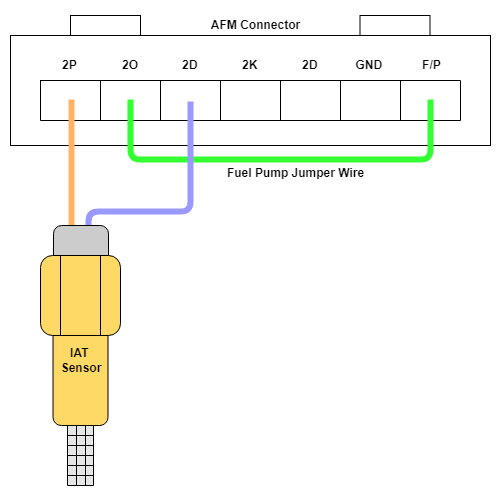 AFM Connector
2P 2O 2D 2K 2D GND F/P
Fuel Pump Jumper Wire
IAT
Sensor